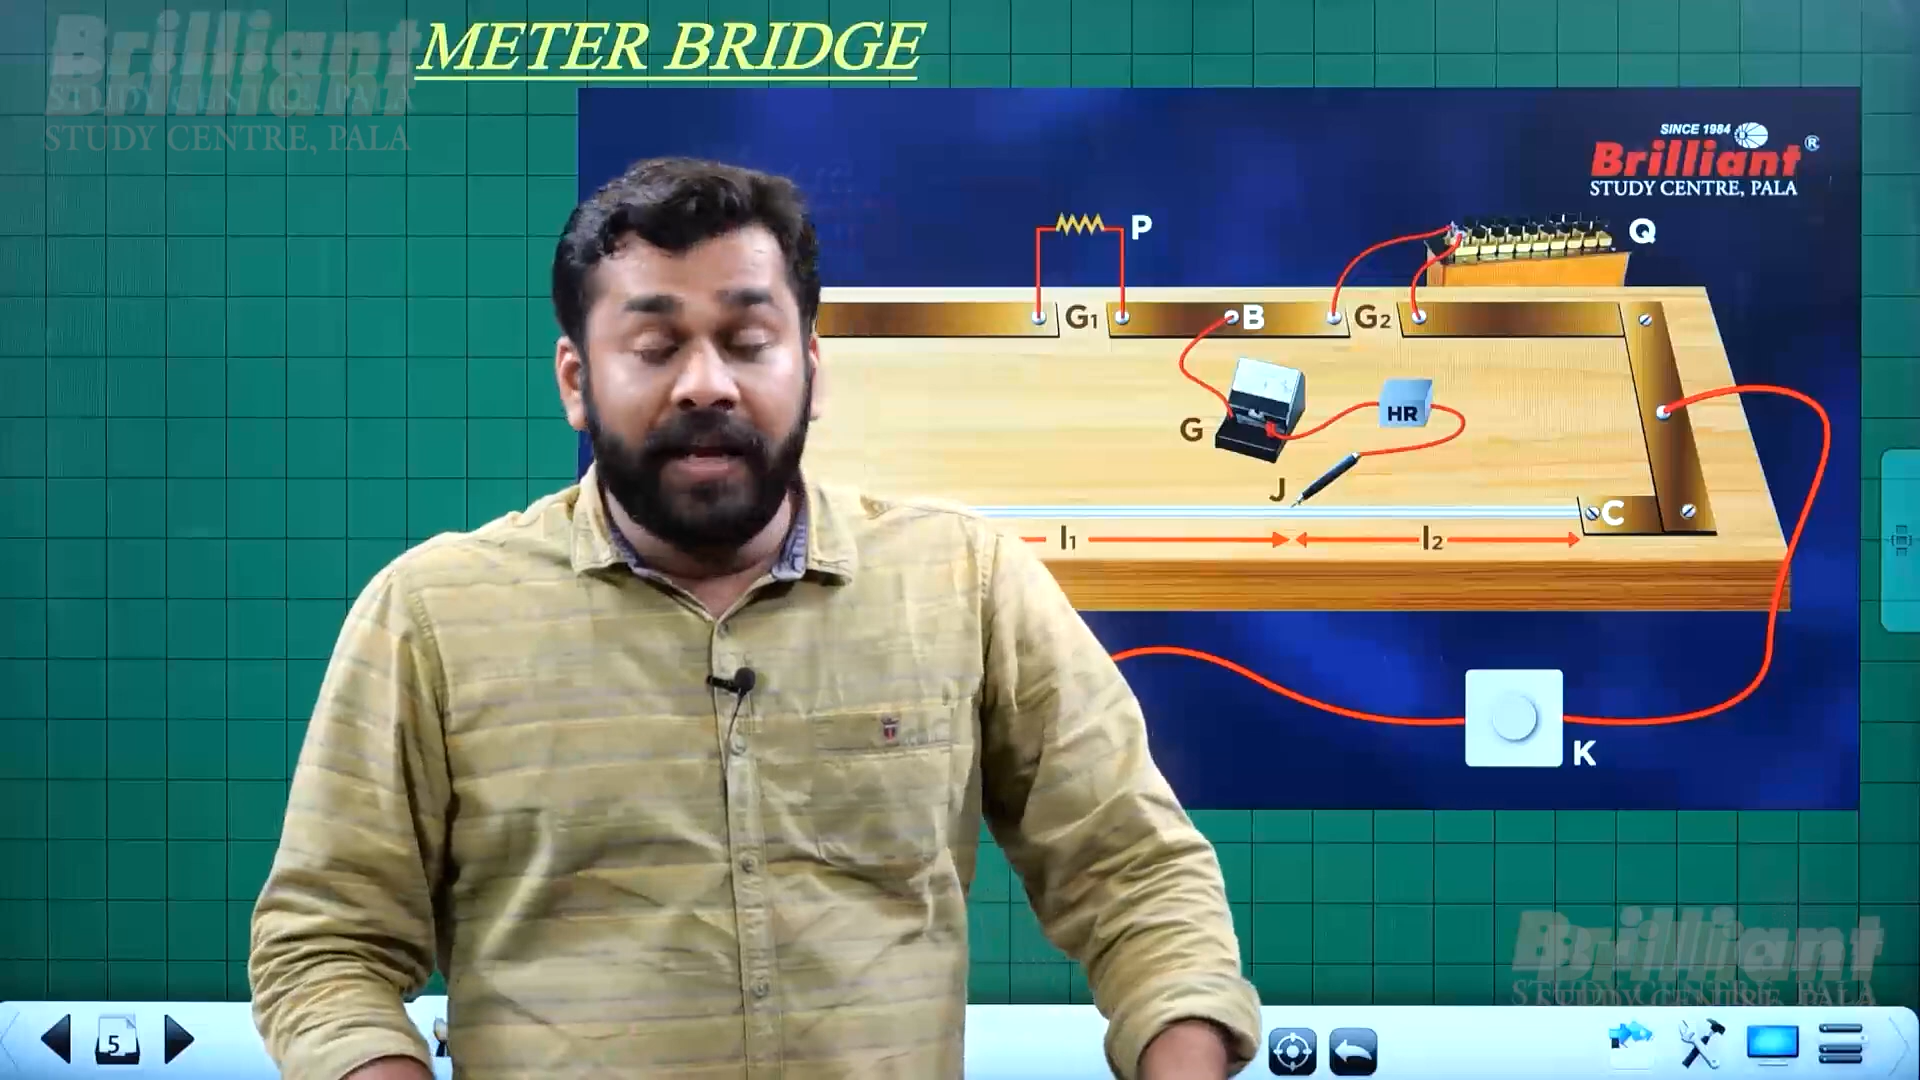 METER BRIDGE
Brilliant
STUDY CENTRE, PALA
SINCE 1984
Brilliant ®
STUDY CENTRE, PALA
P
Q
G1
B
G2
G
HR
J
C
l1
l2
K
Brilliant
STUDY CENTRE, PALA
5